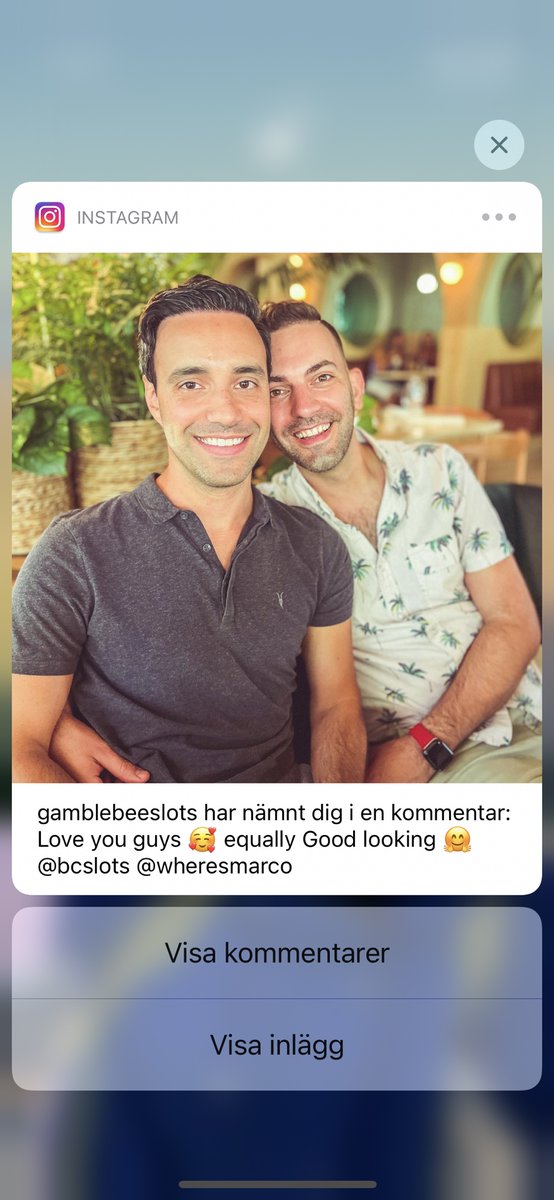 INSTAGRAM
gamblebeeslots har nämnt dig i en kommentar:
Love you guys 🥰 equally Good looking 🤗
@bcslots @wheresmarco
Visa kommentarer
Visa inlägg